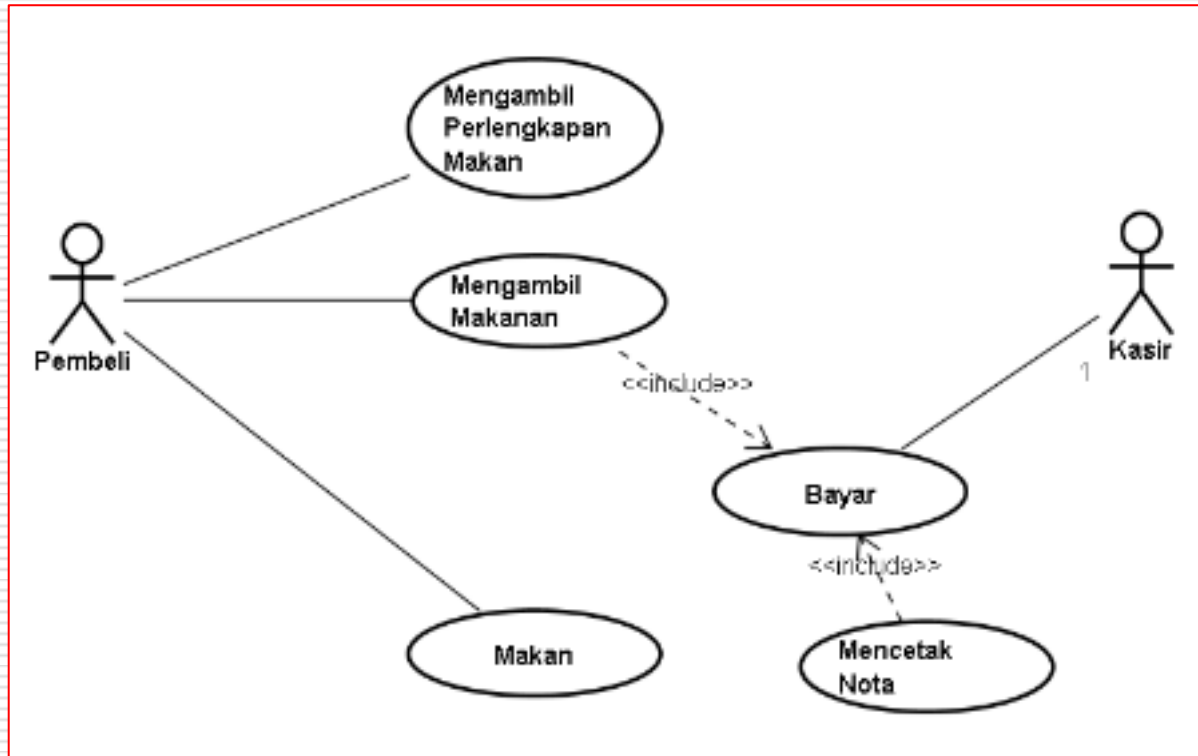 Mengambil
Perlengkapan
Makan
Pembeli
Mengambil
Makanan
Kasir
1
<<include>>
Bayar
<<include>>
Makan
Mencetak
Nota